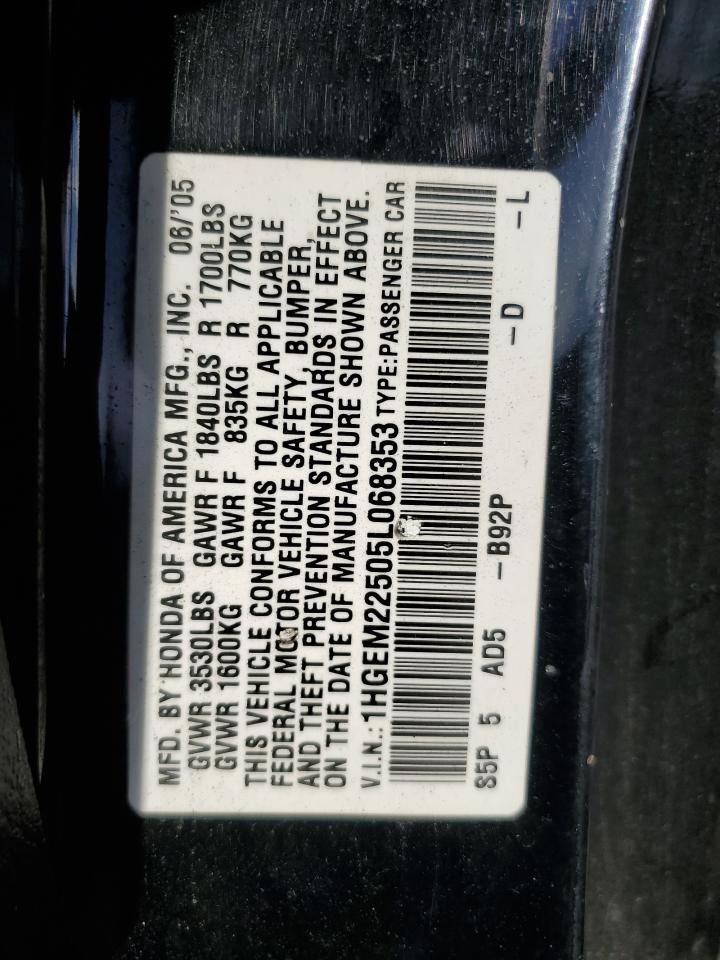 MFD. BY HONDA OF AMERICA MFG., INC. 06/'05
GVWR 3530LBS GAWR F 1840LBS R 1700LBS
GVWR 1600KG GAWR F 835KG R 770KG
THIS VEHICLE CONFORMS TO ALL APPLICABLE
FEDERAL MOTOR VEHICLE SAFETY, BUMPER,
AND THEFT PREVENTION STANDARDS IN EFFECT
ON THE DATE OF MANUFACTURE SHOWN ABOVE.
V.I.N.: 1HGEM22505L068353 TYPE:PASSENGER CAR
S5P 5 AD5 -B92P -D -L